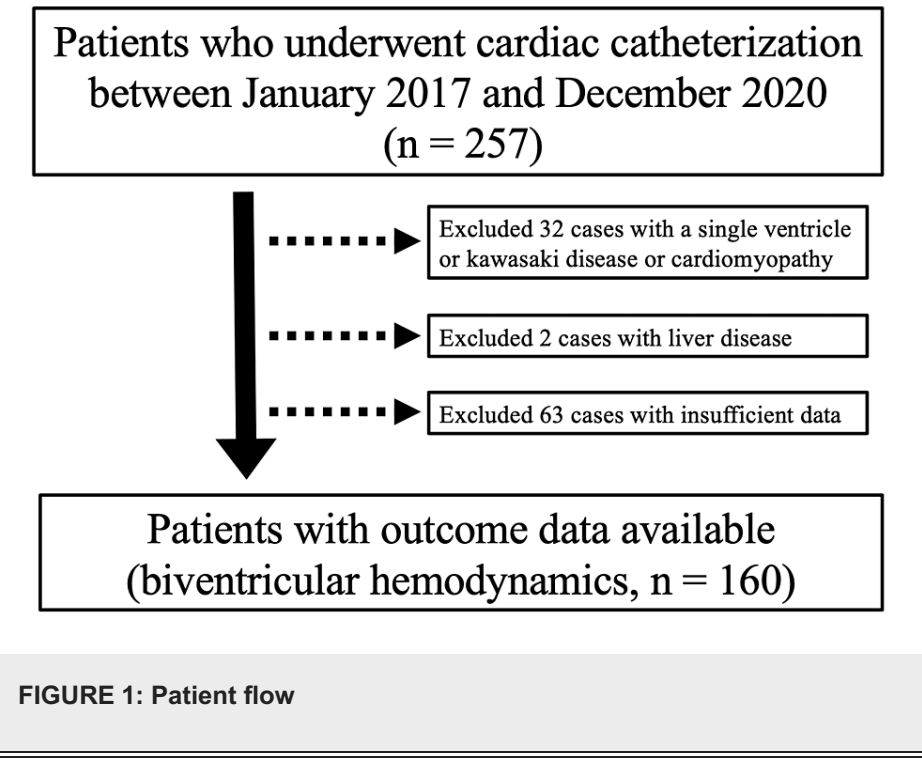 Patients who underwent cardiac catheterization
between January 2017 and December 2020
(n = 257)
Excluded 32 cases with a single ventricle
or kawasaki disease or cardiomyopathy
Excluded 2 cases with liver disease
Excluded 63 cases with insufficient data
Patients with outcome data available
(biventricular hemodynamics, n = 160)
FIGURE 1: Patient flow